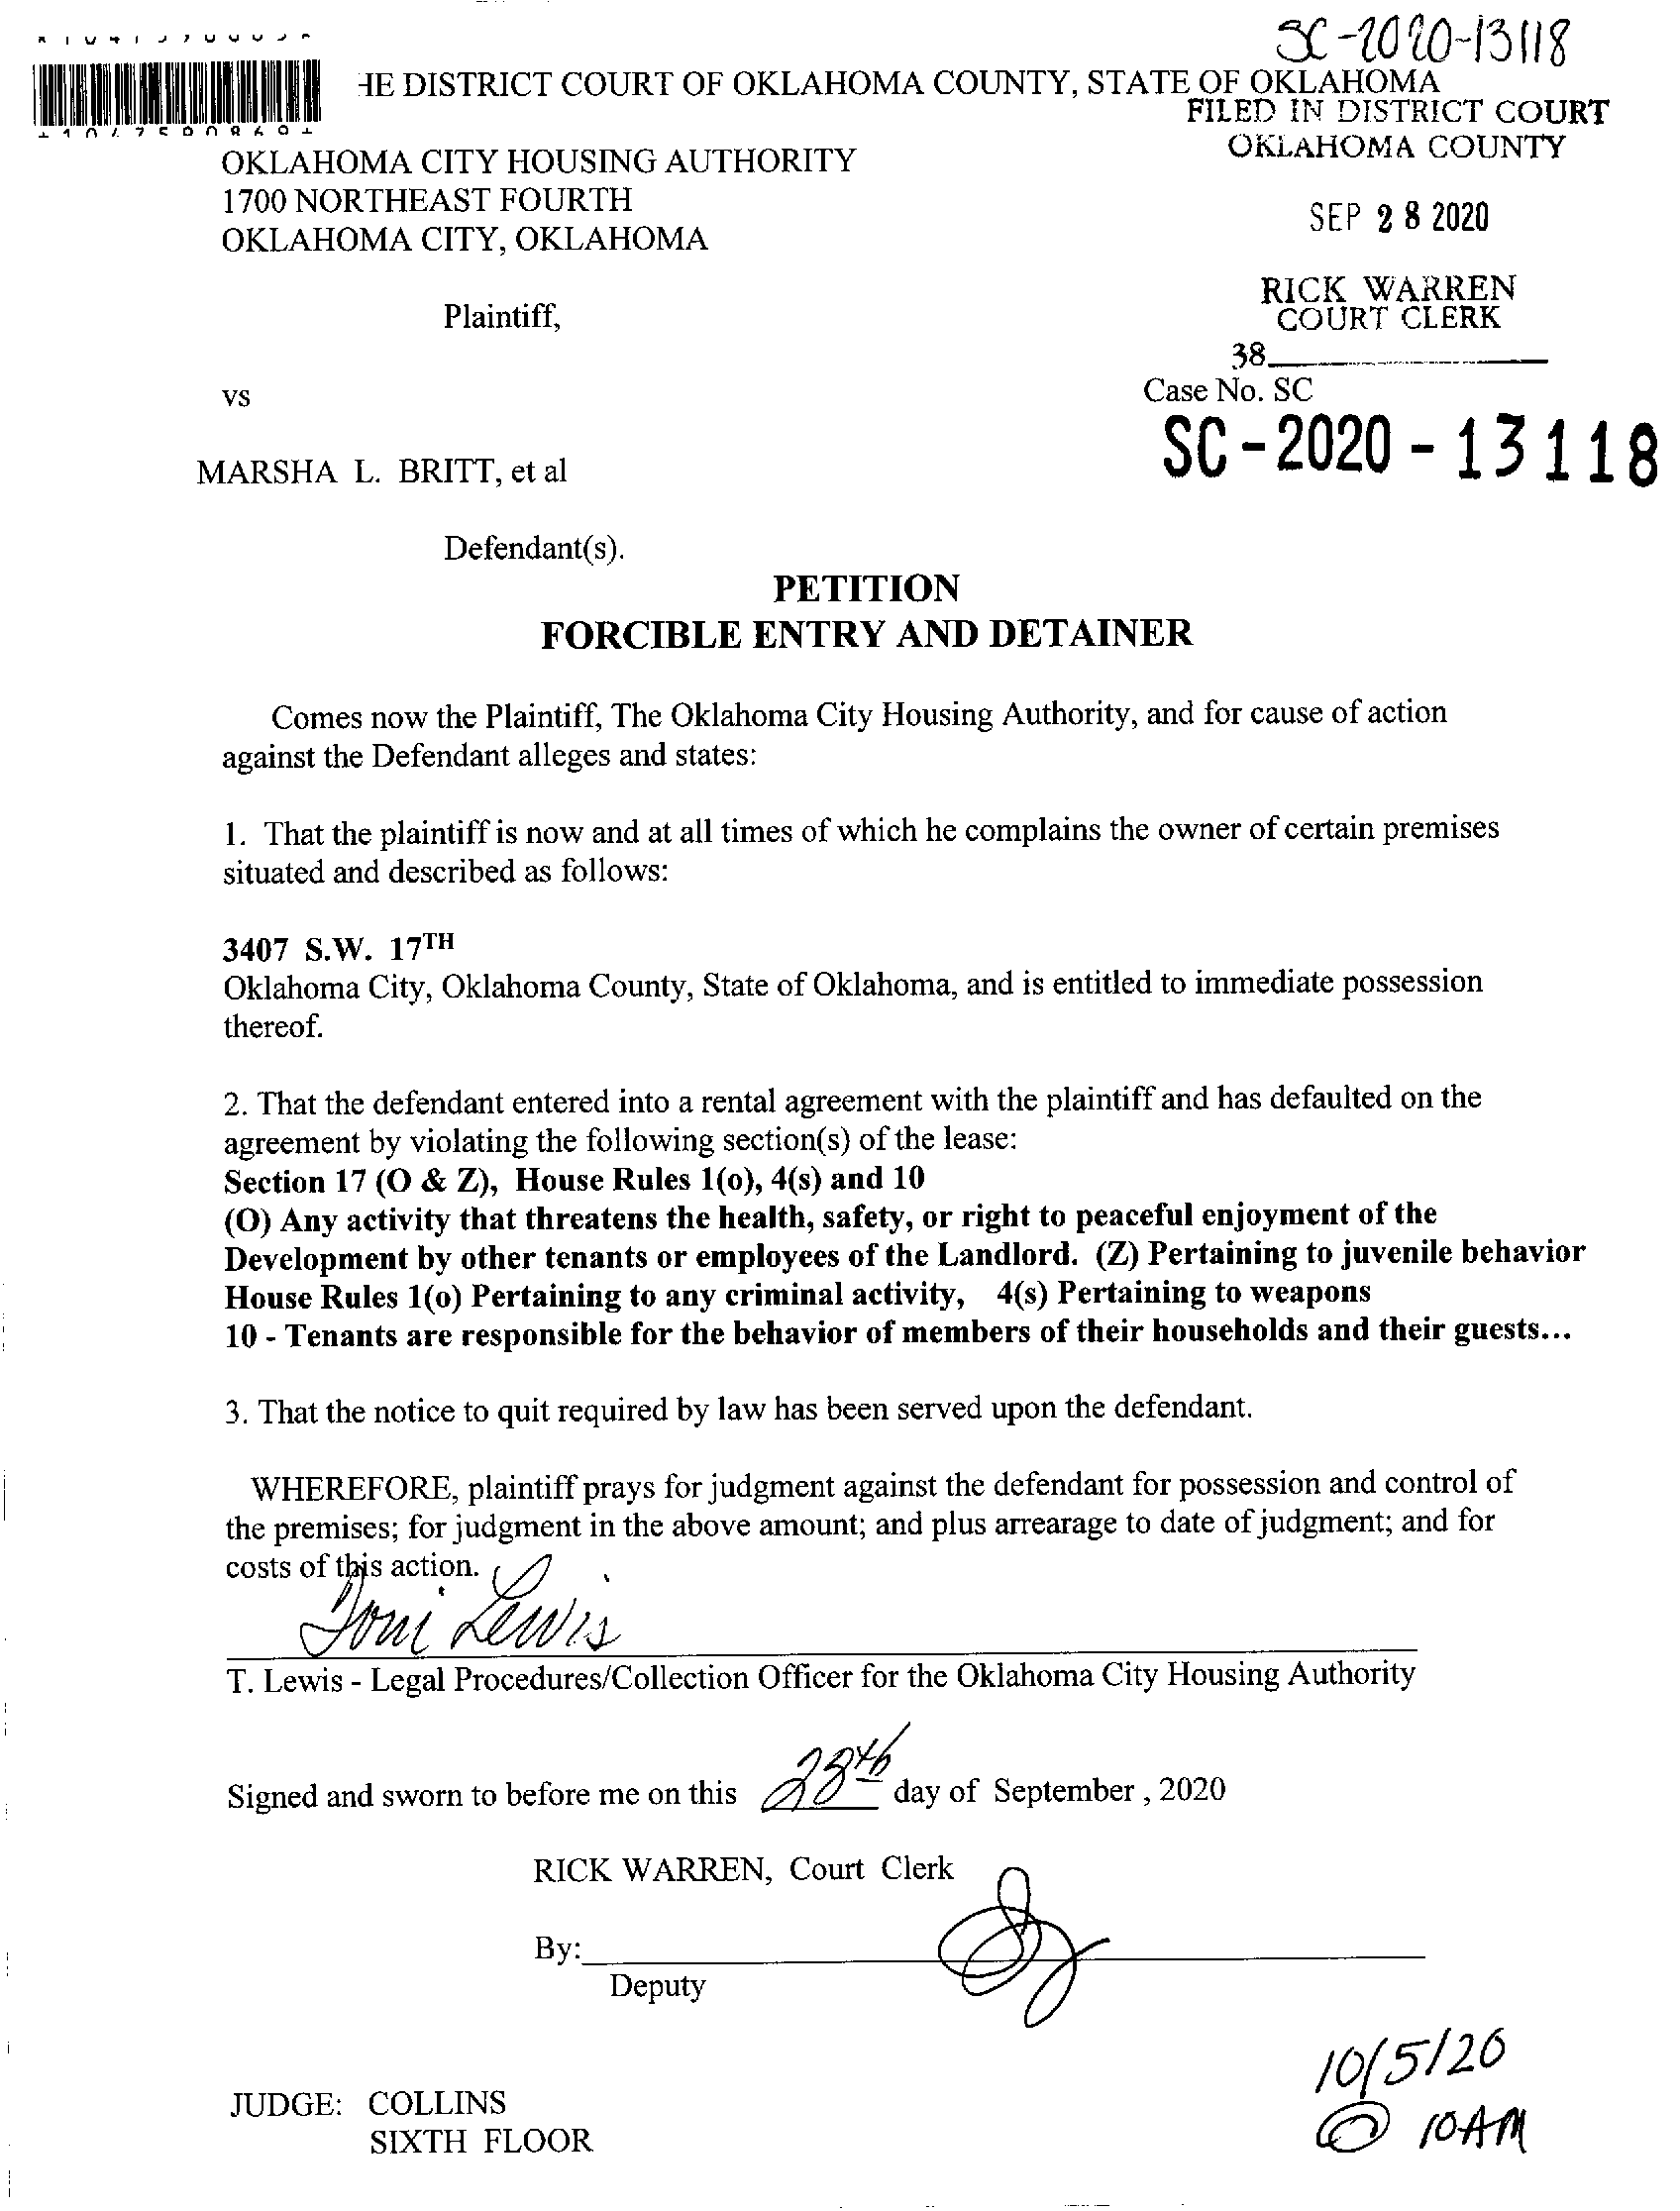 SC-2020-13118
HE DISTRICT COURT OF OKLAHOMA COUNTY, STATE OF OKLAHOMA
FILED IN DISTRICT COURT
OKLAHOMA COUNTY
OKLAHOMA CITY HOUSING AUTHORITY
1700 NORTHEAST FOURTH
OKLAHOMA CITY, OKLAHOMA
SEP 28 2020
RICK WARREN
COURT CLERK
Plaintiff,
38
vs
Case No. SC
SC-2020-13118
MARSHA L. BRITT, et al
Defendant(s).
PETITION
FORCIBLE ENTRY AND DETAINER
Comes now the Plaintiff, The Oklahoma City Housing Authority, and for cause of action
against the Defendant alleges and states:
1. That the plaintiff is now and at all times of which he complains the owner of certain premises
situated and described as follows:
3407 S.W. 17TH
Oklahoma City, Oklahoma County, State of Oklahoma, and is entitled to immediate possession
thereof.
2. That the defendant entered into a rental agreement with the plaintiff and has defaulted on the
agreement by violating the following section(s) of the lease:
Section 17 (O & Z), House Rules 1(o), 4(s) and 10
(O) Any activity that threatens the health, safety, or right to peaceful enjoyment of the
Development by other tenants or employees of the Landlord. (Z) Pertaining to juvenile behavior
House Rules 1(o) Pertaining to any criminal activity, 4(s) Pertaining to weapons
10 - Tenants are responsible for the behavior of members of their households and their guests...
3. That the notice to quit required by law has been served upon the defendant.
WHEREFORE, plaintiff prays for judgment against the defendant for possession and control of
the premises; for judgment in the above amount; and plus arrearage to date of judgment; and for
costs of this action.
Toni Lewis
T. Lewis - Legal Procedures/Collection Officer for the Oklahoma City Housing Authority
Signed and sworn to before me on this 28th day of September , 2020
RICK WARREN, Court Clerk
By:
Deputy
10/5/20
@ 10AM
JUDGE: COLLINS
SIXTH FLOOR